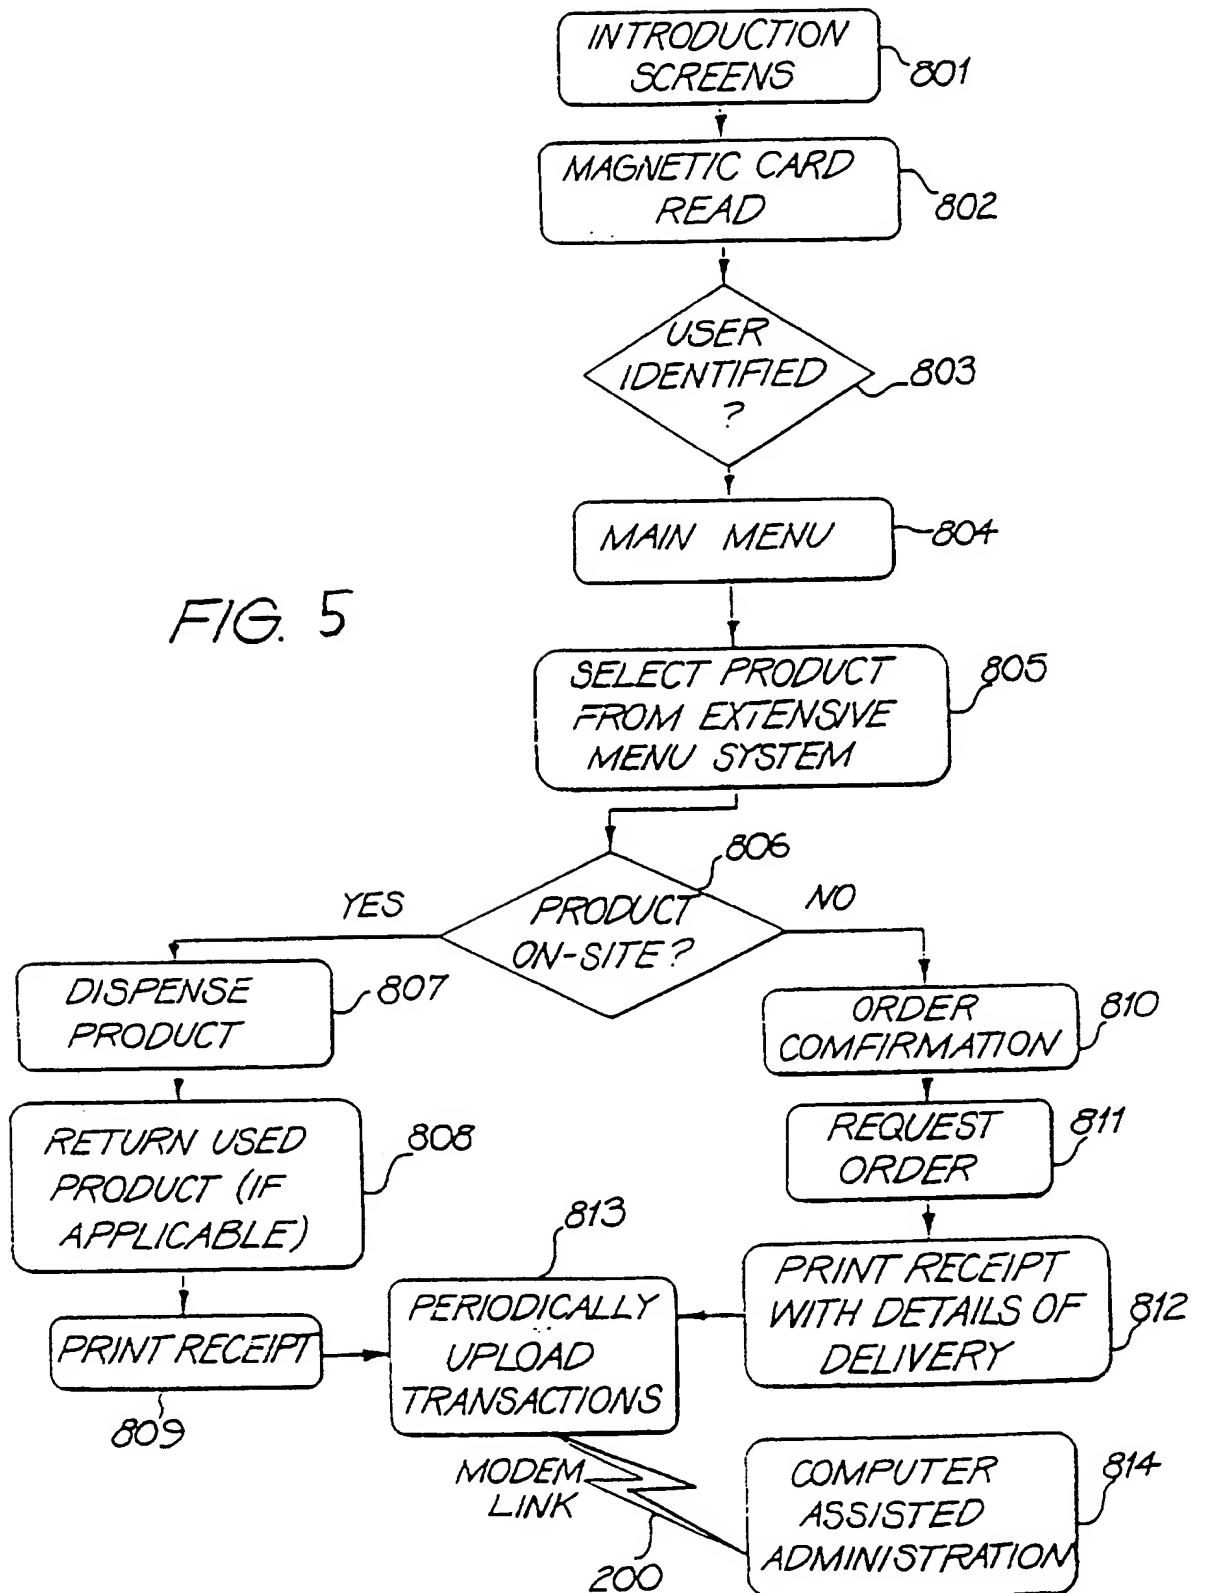 INTRODUCTION
SCREENS
801
MAGNETIC CARD
READ
802
USER
IDENTIFIED
?
803
MAIN MENU
804
FIG. 5
SELECT PRODUCT
FROM EXTENSIVE
MENU SYSTEM
805
806
YES
PRODUCT
ON-SITE?
NO
DISPENSE
PRODUCT
807
ORDER
COMFIRMATION
810
RETURN USED
PRODUCT (IF
APPLICABLE)
808
REQUEST
ORDER
811
813
PRINT RECEIPT
809
PERIODICALLY
UPLOAD
TRANSACTIONS
PRINT RECEIPT
WITH DETAILS OF
DELIVERY
812
MODEM
LINK
200
COMPUTER
ASSISTED
ADMINISTRATION
814